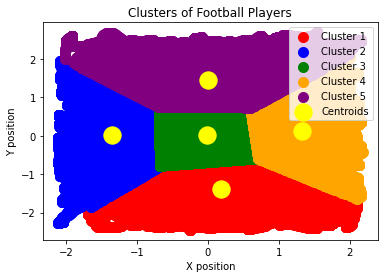 Clusters of Football Players
Cluster 1
Cluster 2
Cluster 3
Cluster 4
Cluster 5
Centroids
2
1
0
−1
−2
Y position
−2 −1 0 1 2
X position